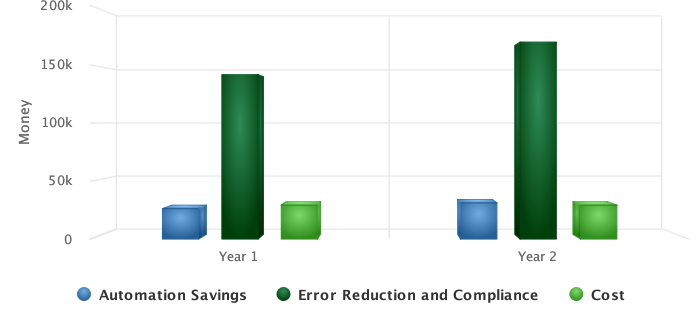 200k
150k
100k
50k
0
Money
Year 1
Year 2
Automation Savings
Error Reduction and Compliance
Cost